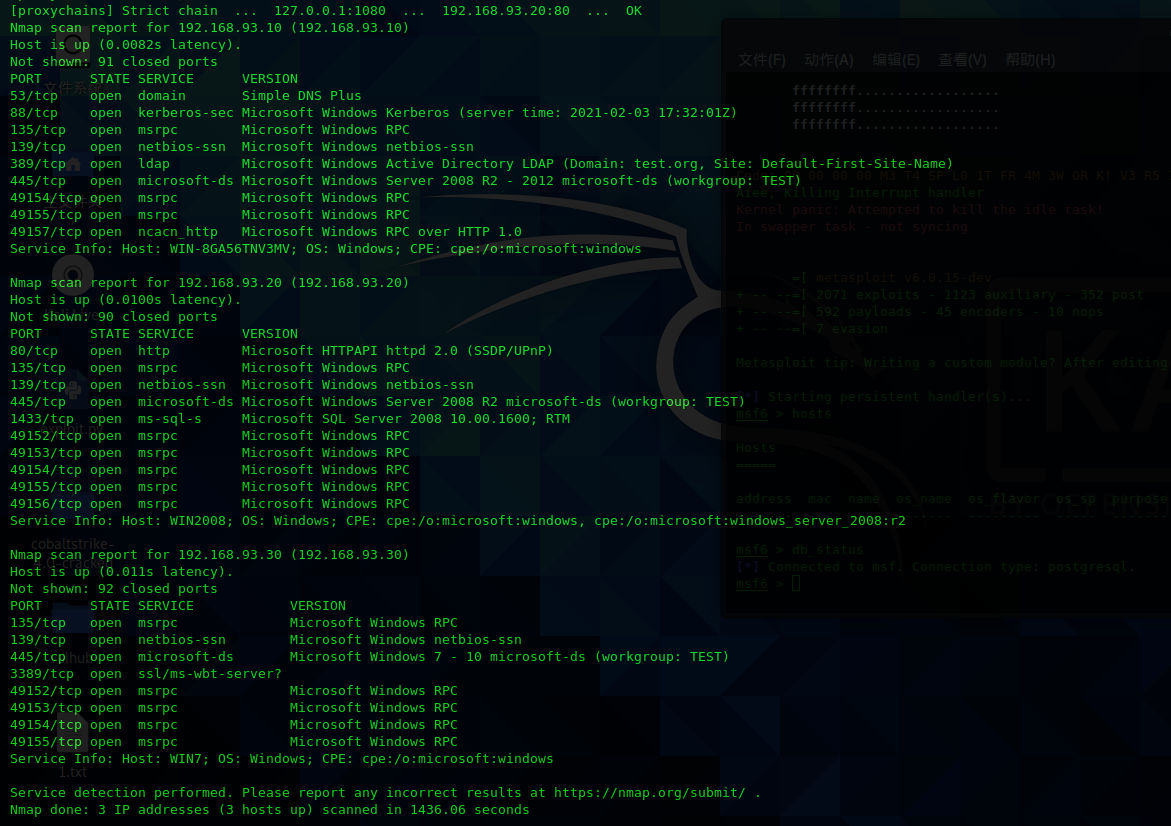 [proxychains] Strict chain  ...  127.0.0.1:1080  ...  192.168.93.20:80  ...  OK
Nmap scan report for 192.168.93.10 (192.168.93.10)
Host is up (0.0082s latency).
Not shown: 91 closed ports
PORT      STATE SERVICE      VERSION
53/tcp    open  domain       Simple DNS Plus
88/tcp    open  kerberos-sec Microsoft Windows Kerberos (server time: 2021-02-03 17:32:01Z)
135/tcp   open  msrpc        Microsoft Windows RPC
139/tcp   open  netbios-ssn  Microsoft Windows netbios-ssn
389/tcp   open  ldap         Microsoft Windows Active Directory LDAP (Domain: test.org, Site: Default-First-Site-Name)
445/tcp   open  microsoft-ds Microsoft Windows Server 2008 R2 - 2012 microsoft-ds (workgroup: TEST)
49154/tcp open  msrpc        Microsoft Windows RPC
49155/tcp open  msrpc        Microsoft Windows RPC
49157/tcp open  ncacn_http   Microsoft Windows RPC over HTTP 1.0
Service Info: Host: WIN-8GA56TNV3MV; OS: Windows; CPE: cpe:/o:microsoft:windows

Nmap scan report for 192.168.93.20 (192.168.93.20)
Host is up (0.0100s latency).
Not shown: 90 closed ports
PORT      STATE SERVICE      VERSION
80/tcp    open  http         Microsoft HTTPAPI httpd 2.0 (SSDP/UPnP)
135/tcp   open  msrpc        Microsoft Windows RPC
139/tcp   open  netbios-ssn  Microsoft Windows netbios-ssn
445/tcp   open  microsoft-ds Microsoft Windows Server 2008 R2 microsoft-ds (workgroup: TEST)
1433/tcp  open  ms-sql-s     Microsoft SQL Server 2008 10.00.1600; RTM
49152/tcp open  msrpc        Microsoft Windows RPC
49153/tcp open  msrpc        Microsoft Windows RPC
49154/tcp open  msrpc        Microsoft Windows RPC
49155/tcp open  msrpc        Microsoft Windows RPC
49156/tcp open  msrpc        Microsoft Windows RPC
Service Info: Host: WIN2008; OS: Windows; CPE: cpe:/o:microsoft:windows, cpe:/o:microsoft:windows_server_2008:r2

Nmap scan report for 192.168.93.30 (192.168.93.30)
Host is up (0.011s latency).
Not shown: 92 closed ports
PORT      STATE SERVICE            VERSION
135/tcp   open  msrpc              Microsoft Windows RPC
139/tcp   open  netbios-ssn        Microsoft Windows netbios-ssn
445/tcp   open  microsoft-ds       Microsoft Windows 7 - 10 microsoft-ds (workgroup: TEST)
3389/tcp  open  ssl/ms-wbt-server?
49152/tcp open  msrpc              Microsoft Windows RPC
49153/tcp open  msrpc              Microsoft Windows RPC
49154/tcp open  msrpc              Microsoft Windows RPC
49155/tcp open  msrpc              Microsoft Windows RPC
Service Info: Host: WIN7; OS: Windows; CPE: cpe:/o:microsoft:windows

Service detection performed. Please report any incorrect results at https://nmap.org/submit/ .
Nmap done: 3 IP addresses (3 hosts up) scanned in 1436.06 seconds
文件(F) 动作(A) 编辑(E) 查看(V) 帮助(H)
ffffffff..................
ffffffff..................
ffffffff..................
00 00 00 M3 T4 SP L0 1T FR 4M 3W OR K! V3 R5
Aiee, Killing Interrupt handler
Kernel panic: Attempted to kill the idle task!
In swapper task - not syncing
=[ metasploit v6.0.15-dev
+ -- --=[ 2071 exploits - 1123 auxiliary - 352 post
+ -- --=[ 592 payloads - 45 encoders - 10 nops
+ -- --=[ 7 evasion
Metasploit tip: Writing a custom module? After editing
Starting persistent handler(s)...
msf6 > hosts
Hosts
=====
address  mac  name  os_name  os_flavor  os_sp  purpose
msf6 > db_status
[*] Connected to msf. Connection type: postgresql.
msf6 >
文件系统
cobaltstrike-
4.0-cracked
1.txt